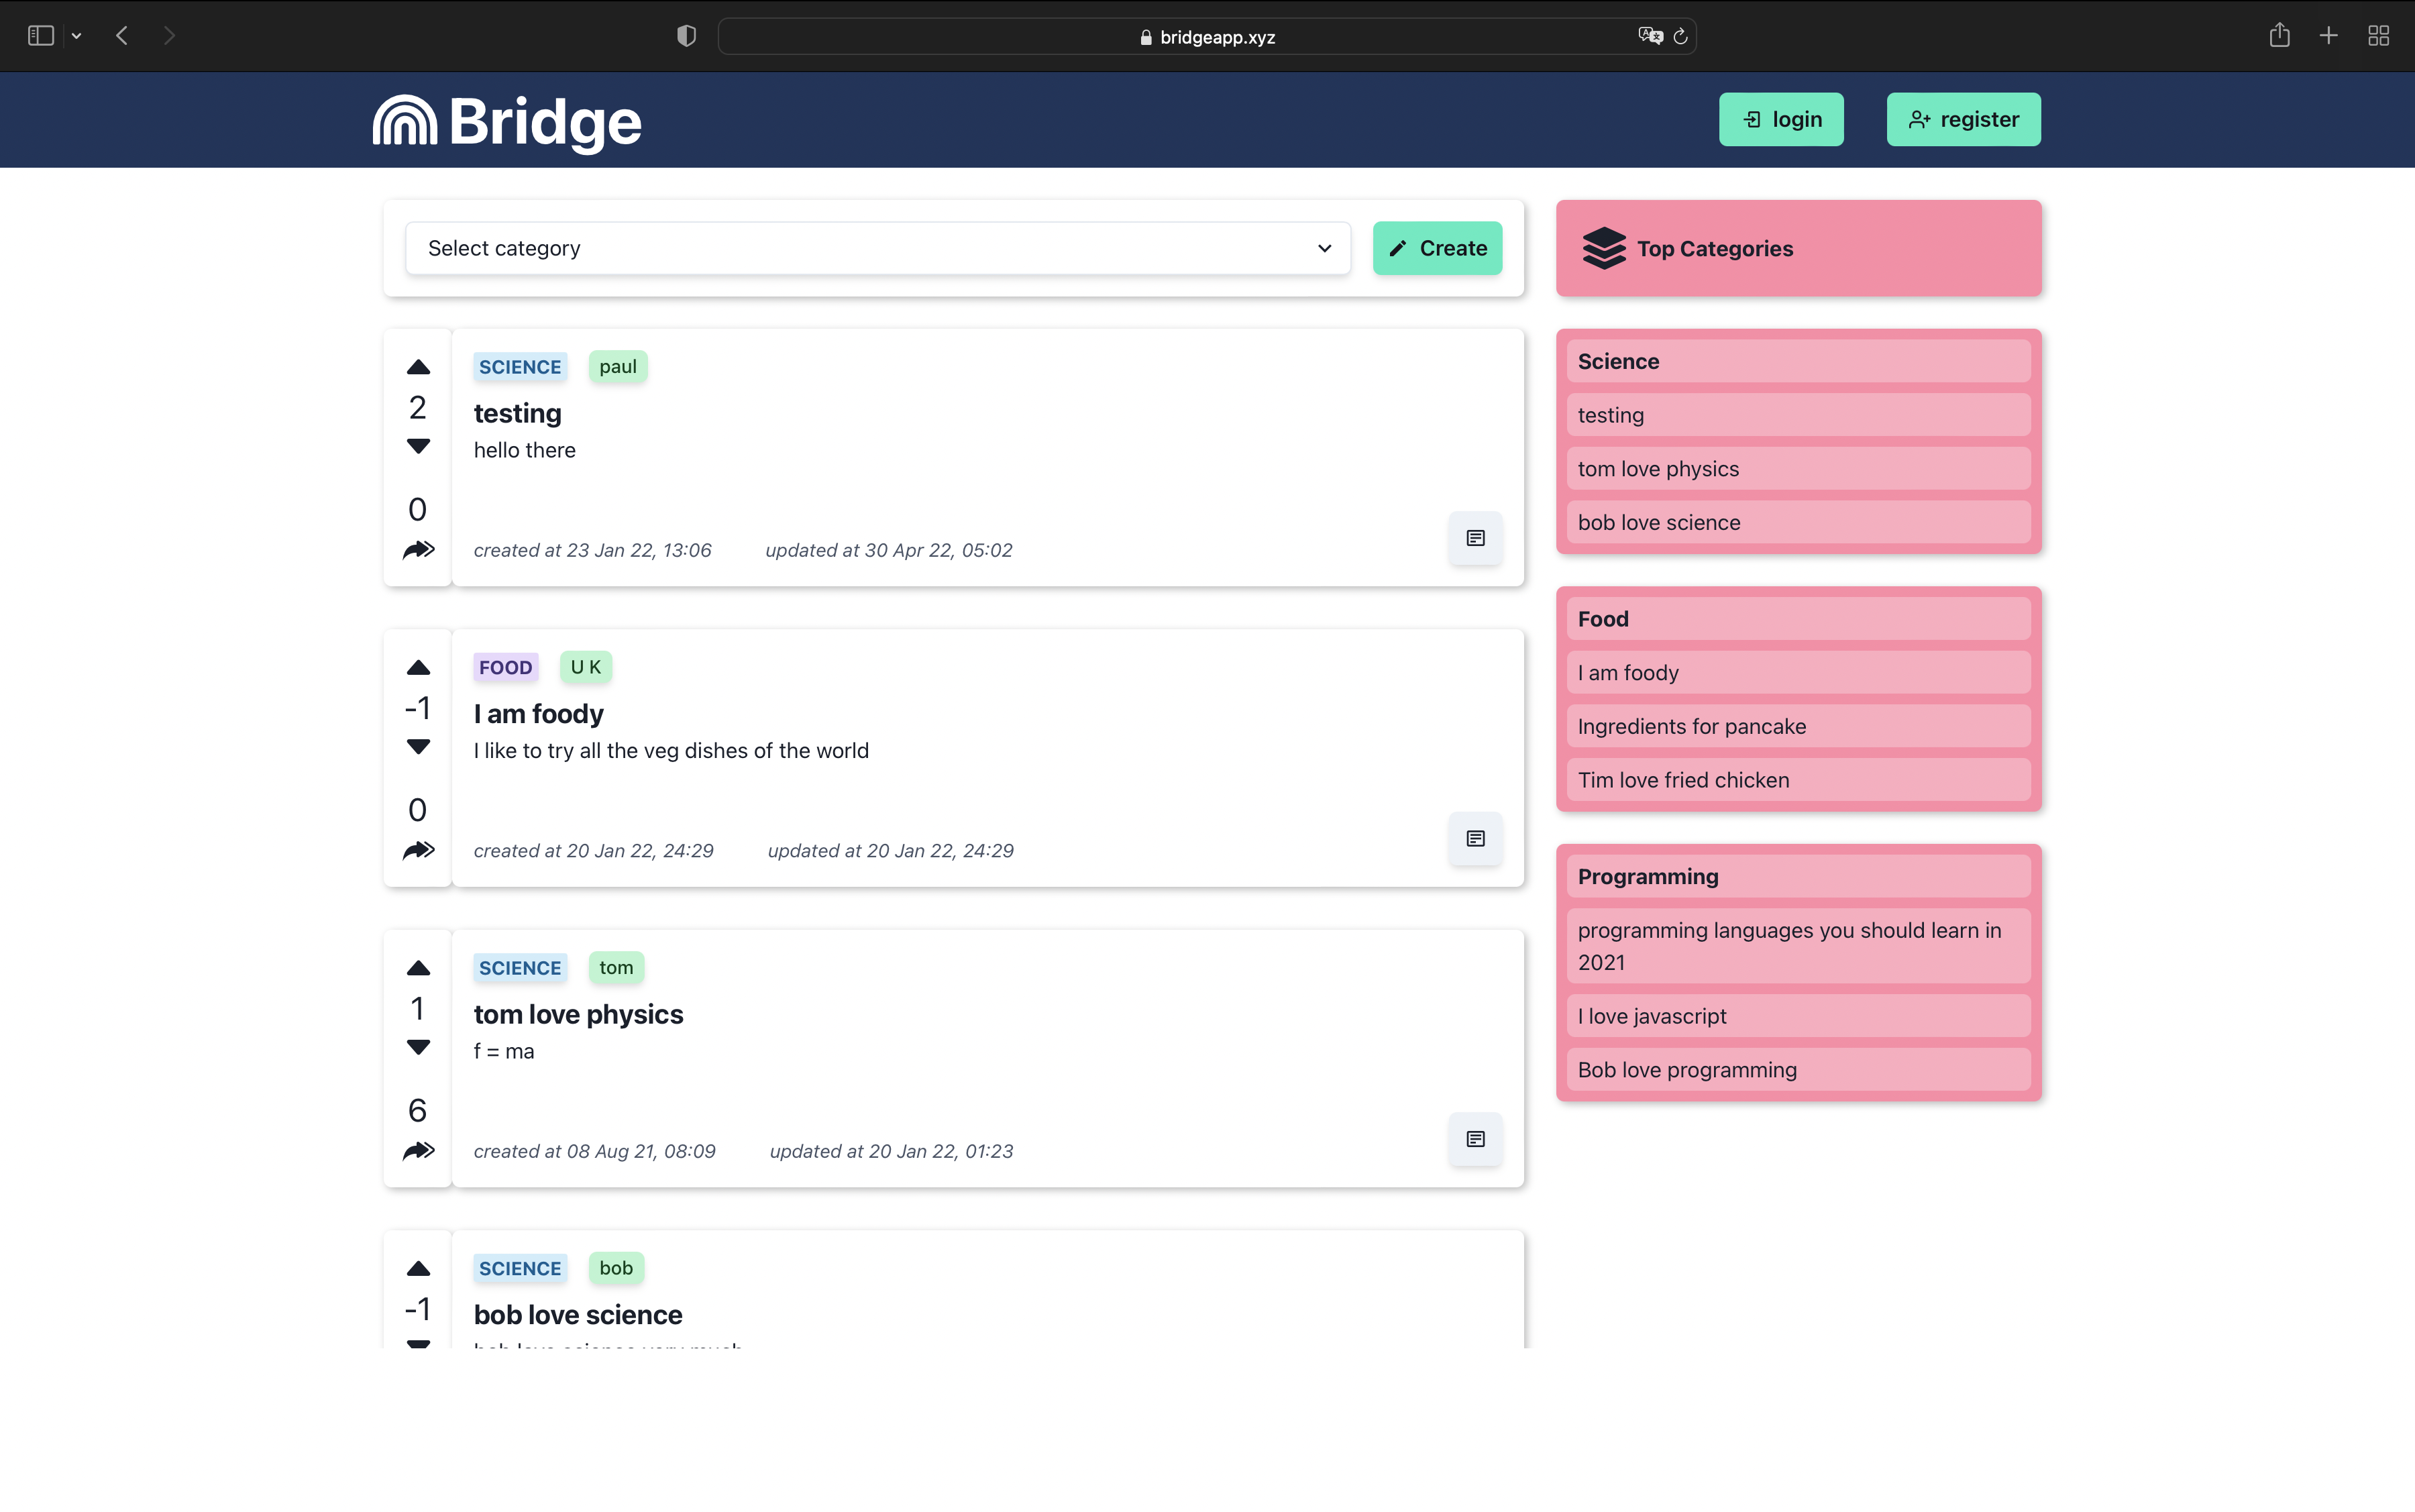 bridgeapp.xyz
Bridge
login
register
Select category
Create
SCIENCE paul
2
testing
hello there
0
created at 23 Jan 22, 13:06 updated at 30 Apr 22, 05:02
FOOD U K
-1
I am foody
I like to try all the veg dishes of the world
0
created at 20 Jan 22, 24:29 updated at 20 Jan 22, 24:29
SCIENCE tom
1
tom love physics
f = ma
6
created at 08 Aug 21, 08:09 updated at 20 Jan 22, 01:23
SCIENCE bob
-1
bob love science
bob love science very much
Top Categories
Science
testing
tom love physics
bob love science
Food
I am foody
Ingredients for pancake
Tim love fried chicken
Programming
programming languages you should learn in
2021
I love javascript
Bob love programming